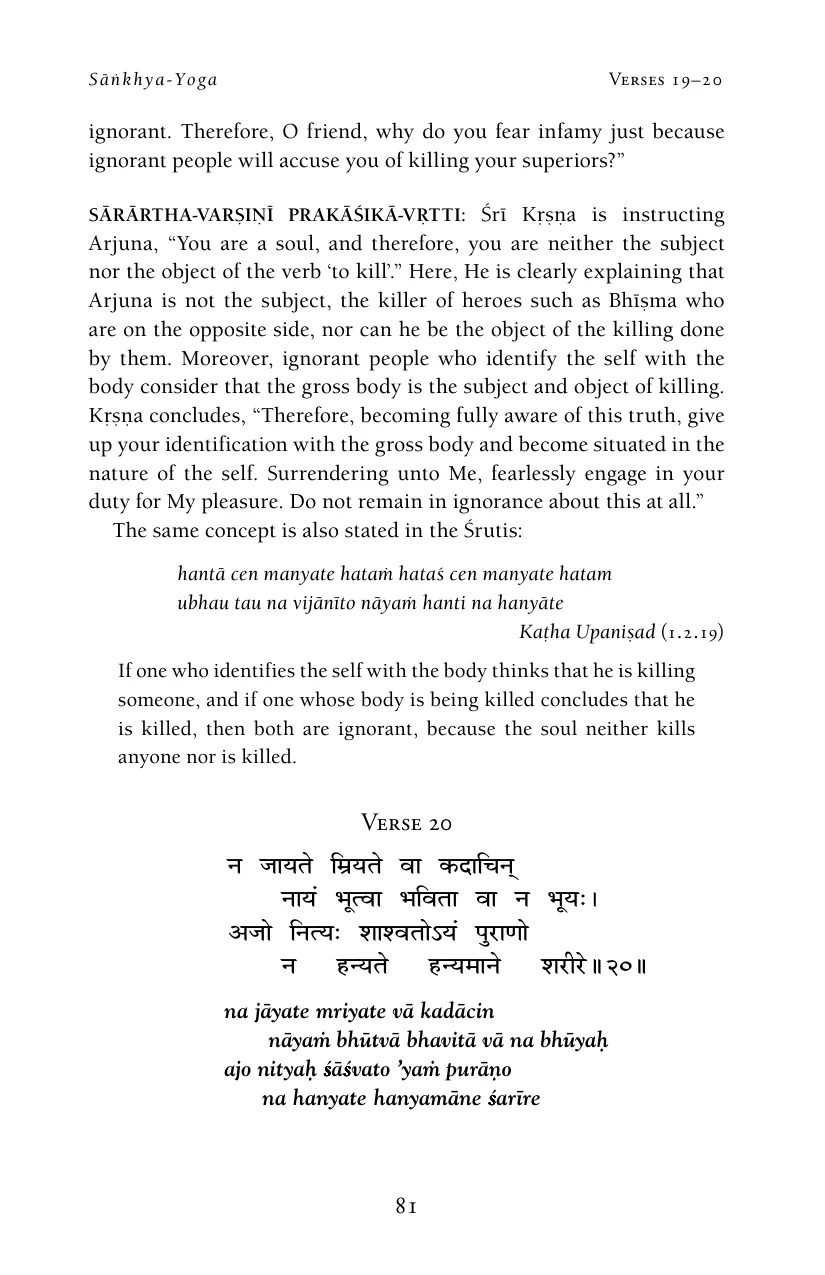 Sāṅkhya-Yoga Verses 19–20
ignorant. Therefore, O friend, why do you fear infamy just because
ignorant people will accuse you of killing your superiors?”
SĀRĀRTHA-VARṢIṆĪ PRAKĀŚIKĀ-VṚTTI: Śrī Kṛṣṇa is instructing
Arjuna, “You are a soul, and therefore, you are neither the subject
nor the object of the verb ‘to kill’.” Here, He is clearly explaining that
Arjuna is not the subject, the killer of heroes such as Bhīṣma who
are on the opposite side, nor can he be the object of the killing done
by them. Moreover, ignorant people who identify the self with the
body consider that the gross body is the subject and object of killing.
Kṛṣṇa concludes, “Therefore, becoming fully aware of this truth, give
up your identification with the gross body and become situated in the
nature of the self. Surrendering unto Me, fearlessly engage in your
duty for My pleasure. Do not remain in ignorance about this at all.”
The same concept is also stated in the Śrutis:
hantā cen manyate hataṁ hataś cen manyate hatam
ubhau tau na vijānīto nāyaṁ hanti na hanyāte
Kaṭha Upaniṣad (1.2.19)
If one who identifies the self with the body thinks that he is killing
someone, and if one whose body is being killed concludes that he
is killed, then both are ignorant, because the soul neither kills
anyone nor is killed.
Verse 20
न जायते म्रियते वा कदाचिन्
नायं भूत्वा भविता वा न भूयः।
अजो नित्यः शाश्वतोऽयं पुराणो
न हन्यते हन्यमाने शरीरे॥२०॥
na jāyate mriyate vā kadācin
nāyaṁ bhūtvā bhavitā vā na bhūyaḥ
ajo nityaḥ śāśvato ’yaṁ purāṇo
na hanyate hanyamāne śarīre
81